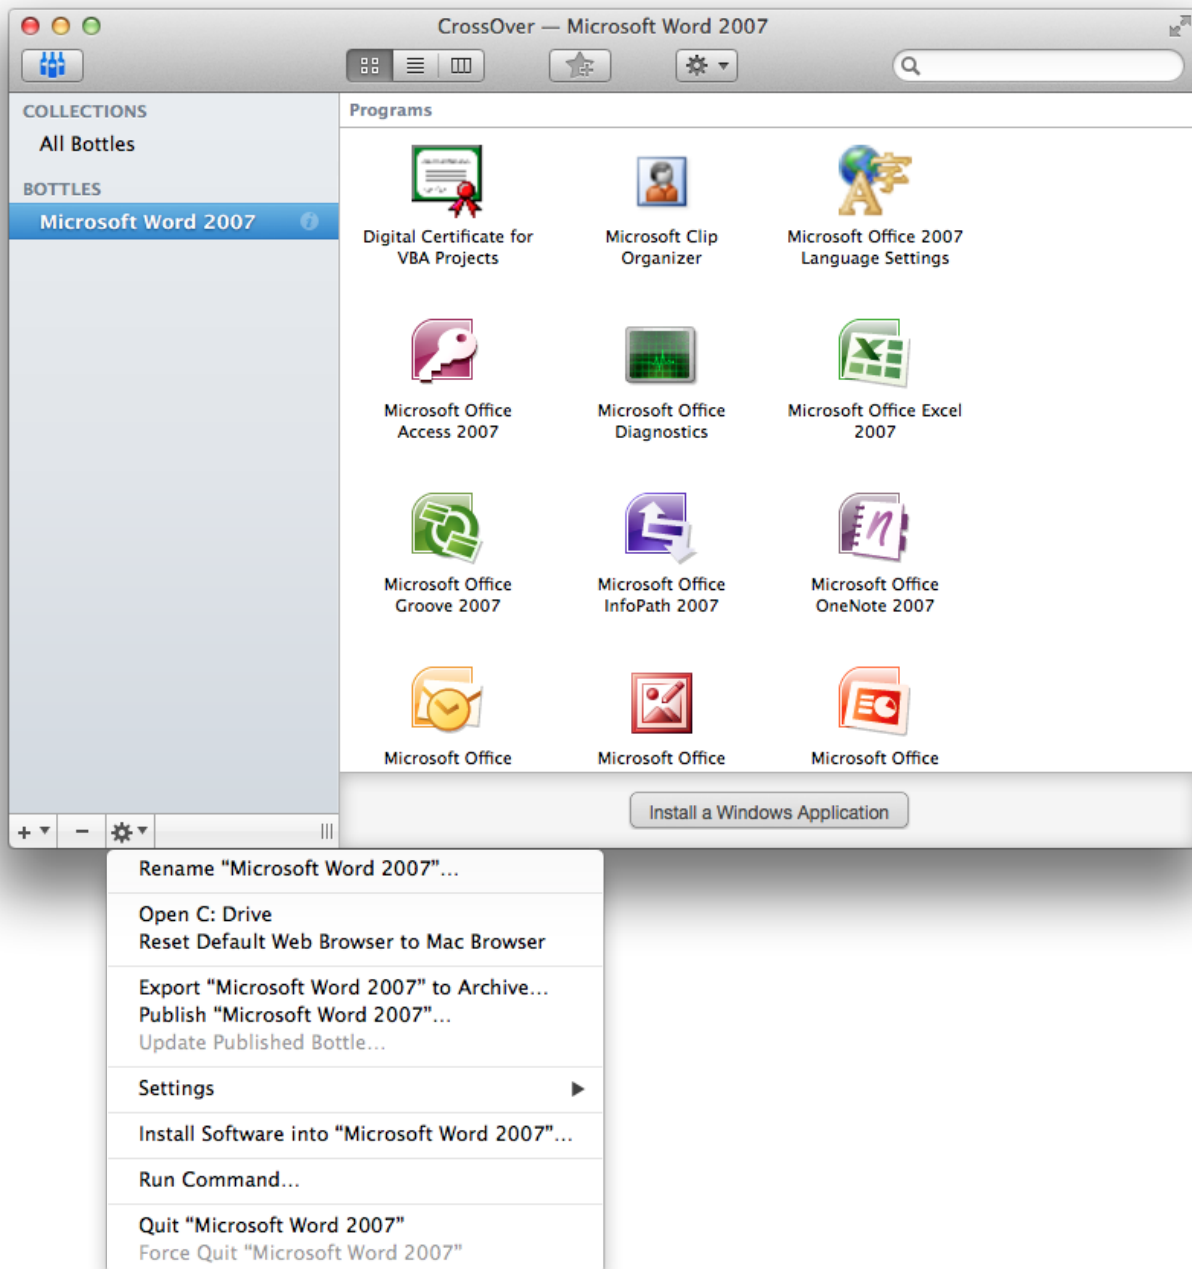 CrossOver — Microsoft Word 2007
COLLECTIONS
All Bottles
BOTTLES
Microsoft Word 2007
Programs
Digital Certificate for
VBA Projects
Microsoft Clip
Organizer
Microsoft Office 2007
Language Settings
Microsoft Office
Access 2007
Microsoft Office
Diagnostics
Microsoft Office Excel
2007
Microsoft Office
Groove 2007
Microsoft Office
InfoPath 2007
Microsoft Office
OneNote 2007
Microsoft Office
Microsoft Office
Microsoft Office
Install a Windows Application
Rename “Microsoft Word 2007”…
Open C: Drive
Reset Default Web Browser to Mac Browser
Export “Microsoft Word 2007” to Archive…
Publish “Microsoft Word 2007”…
Update Published Bottle…
Settings
Install Software into “Microsoft Word 2007”…
Run Command…
Quit “Microsoft Word 2007”
Force Quit “Microsoft Word 2007”